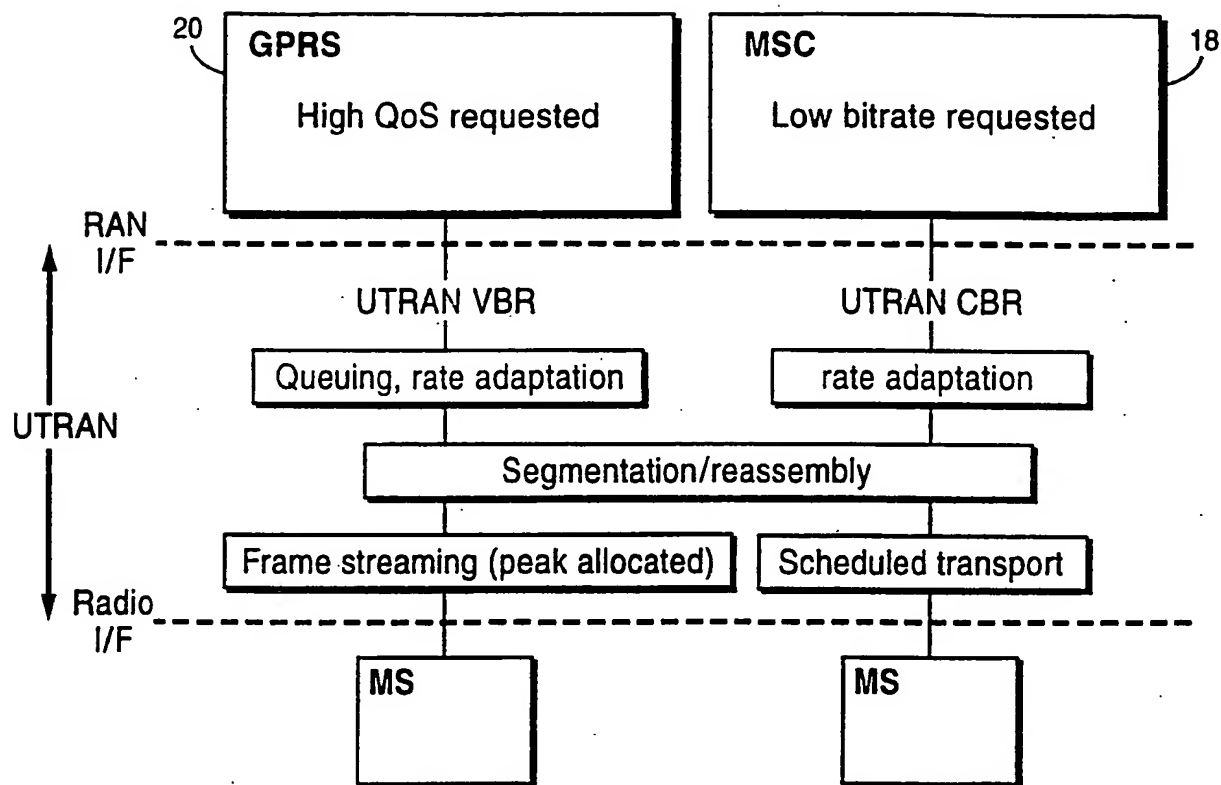 20
GPRS
High QoS requested
MSC
Low bitrate requested
18
RAN
I/F
UTRAN VBR
UTRAN CBR
Queuing, rate adaptation
rate adaptation
UTRAN
Segmentation/reassembly
Frame streaming (peak allocated)
Scheduled transport
Radio
I/F
MS
MS